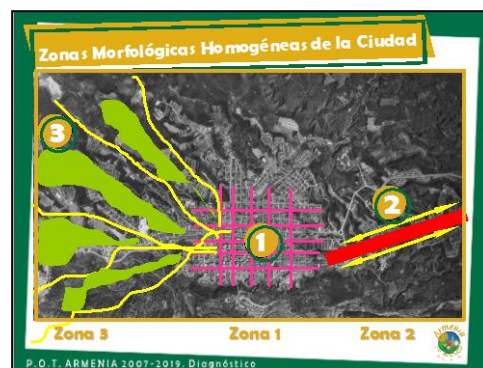 Zonas Morfológicas Homogéneas de la Ciudad
3
2
1
Zona 3 Zona 1 Zona 2
Armenia
P.O.T. ARMENIA 2007-2019. Diagnóstico